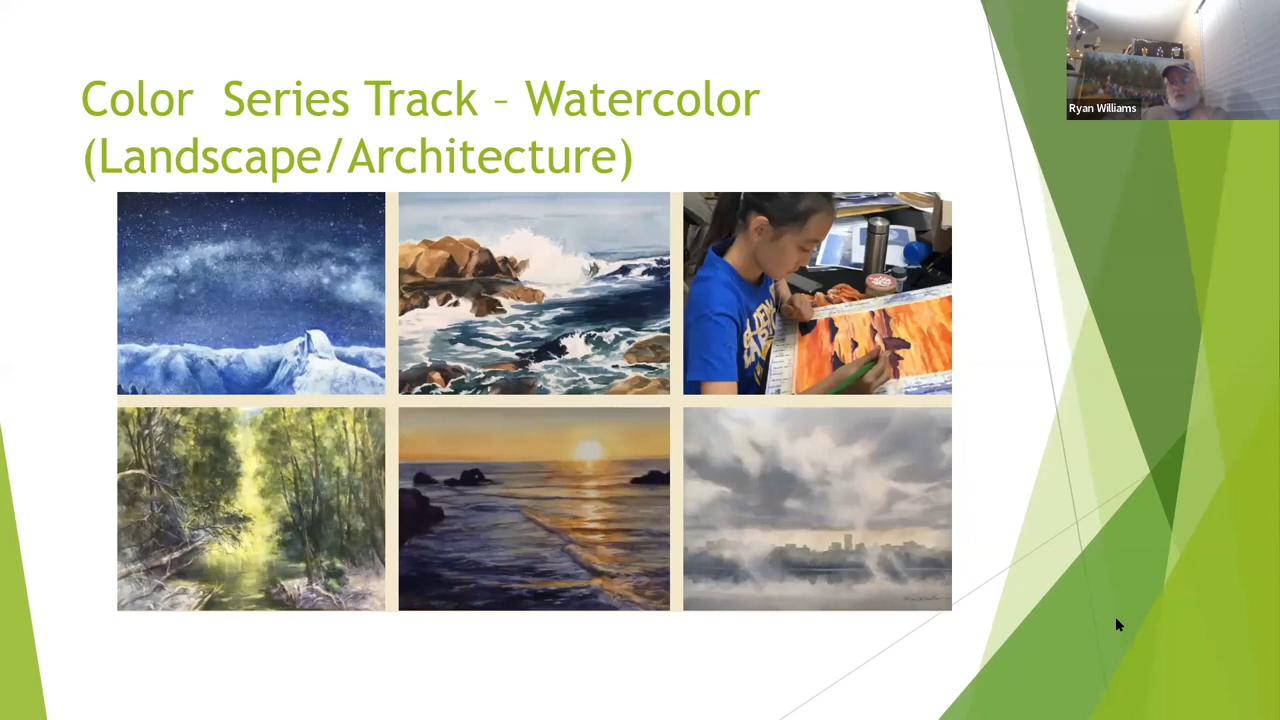 Color  Series Track – Watercolor
(Landscape/Architecture)
Ryan Williams